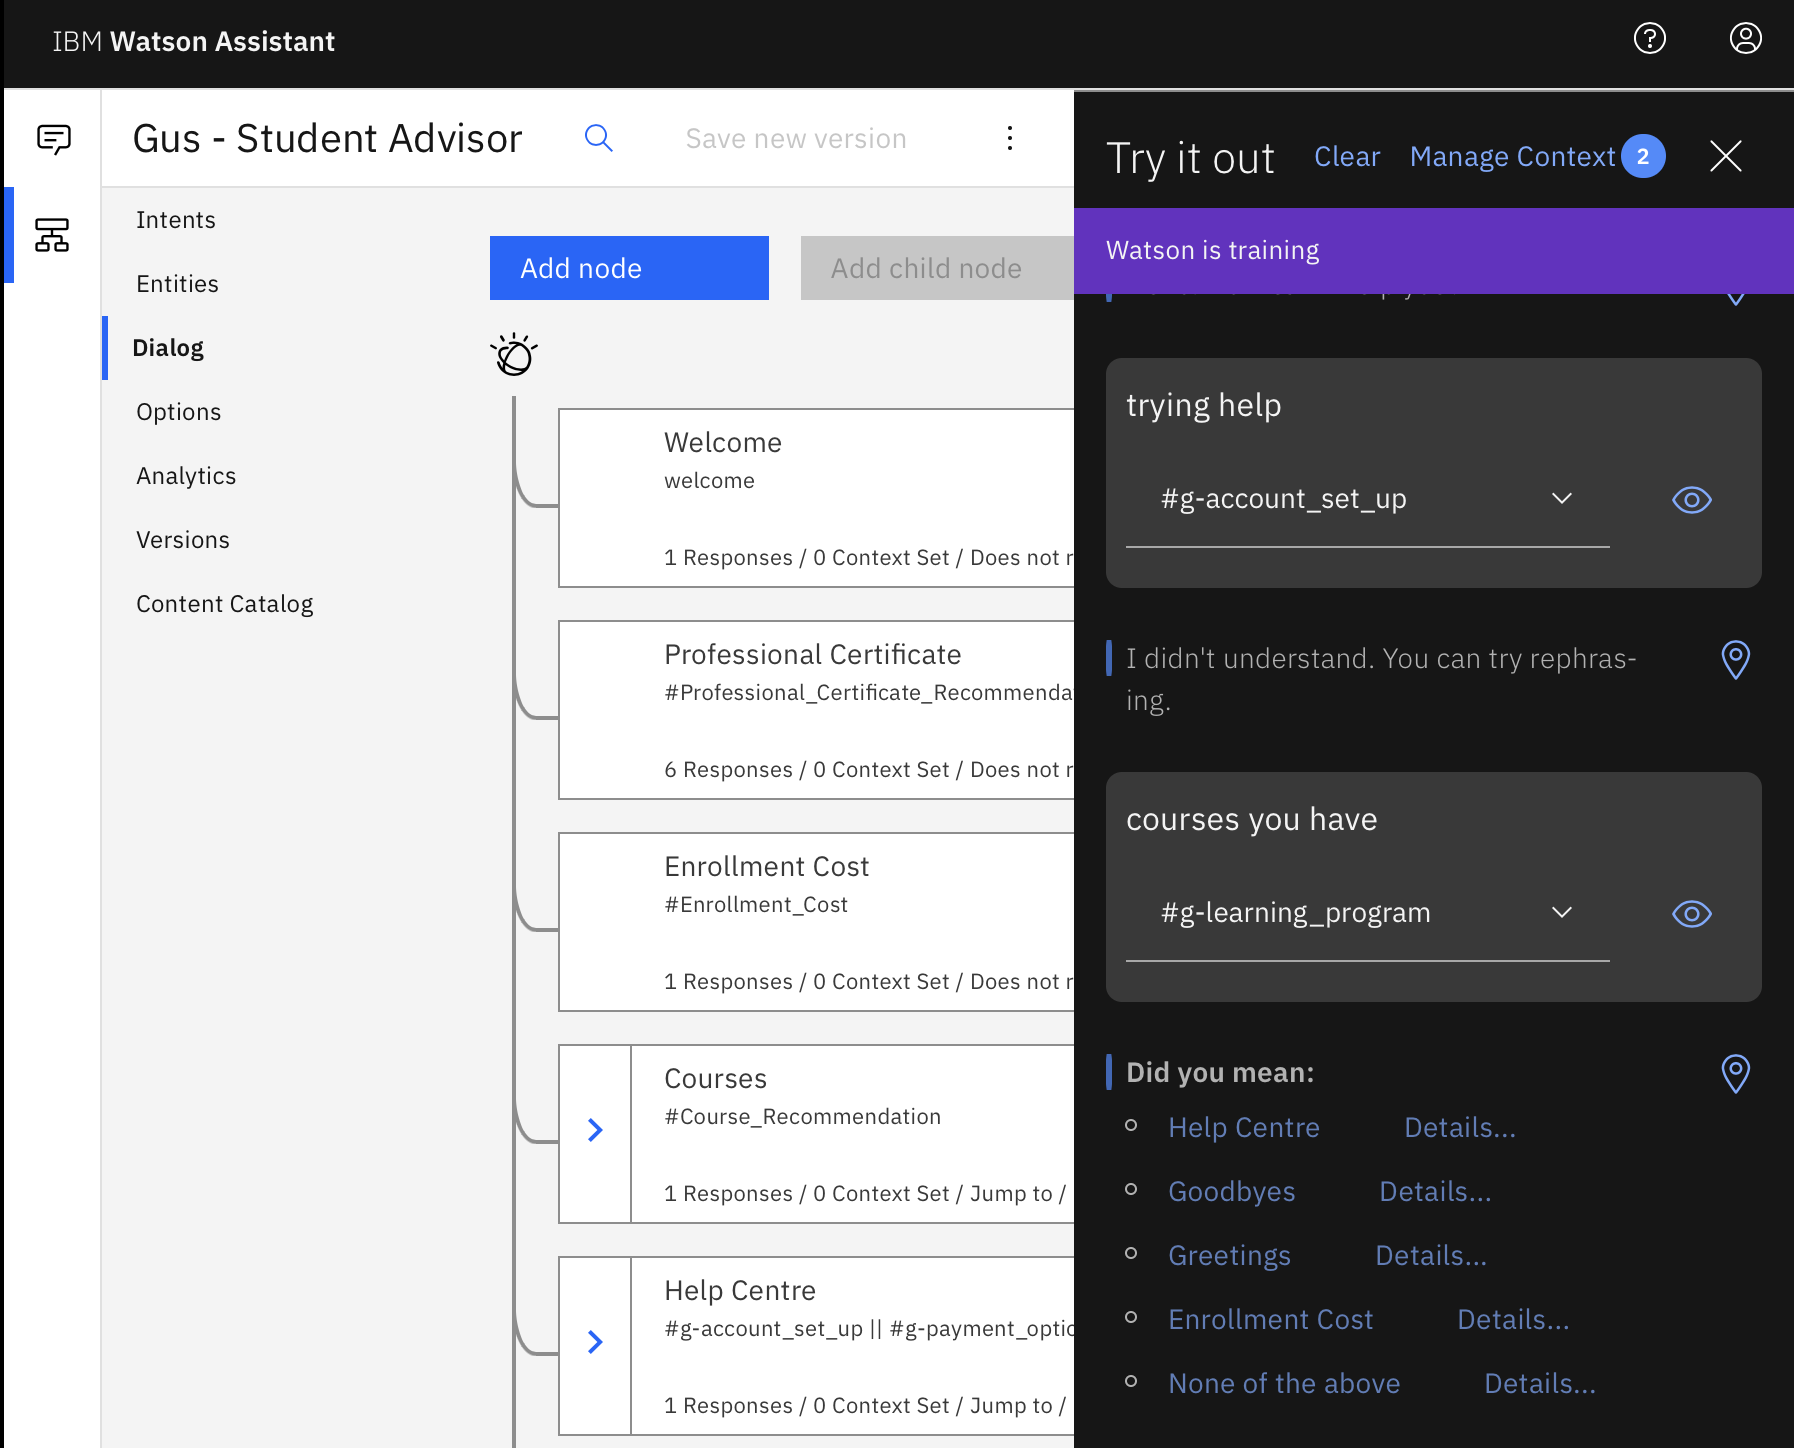 IBM Watson Assistant
Gus - Student Advisor
Save new version
Intents
Entities
Dialog
Options
Analytics
Versions
Content Catalog
Add node
Add child node
Welcome
welcome
1 Responses / 0 Context Set / Does not r
Professional Certificate
#Professional_Certificate_Recommenda
6 Responses / 0 Context Set / Does not r
Enrollment Cost
#Enrollment_Cost
1 Responses / 0 Context Set / Does not r
Courses
#Course_Recommendation
1 Responses / 0 Context Set / Jump to /
Help Centre
#g-account_set_up || #g-payment_optio
1 Responses / 0 Context Set / Jump to /
Try it out
Clear
Manage Context 2
Watson is training
trying help
#g-account_set_up
I didn't understand. You can try rephras-
ing.
courses you have
#g-learning_program
Did you mean:
Help Centre Details...
Goodbyes Details...
Greetings Details...
Enrollment Cost Details...
None of the above Details...